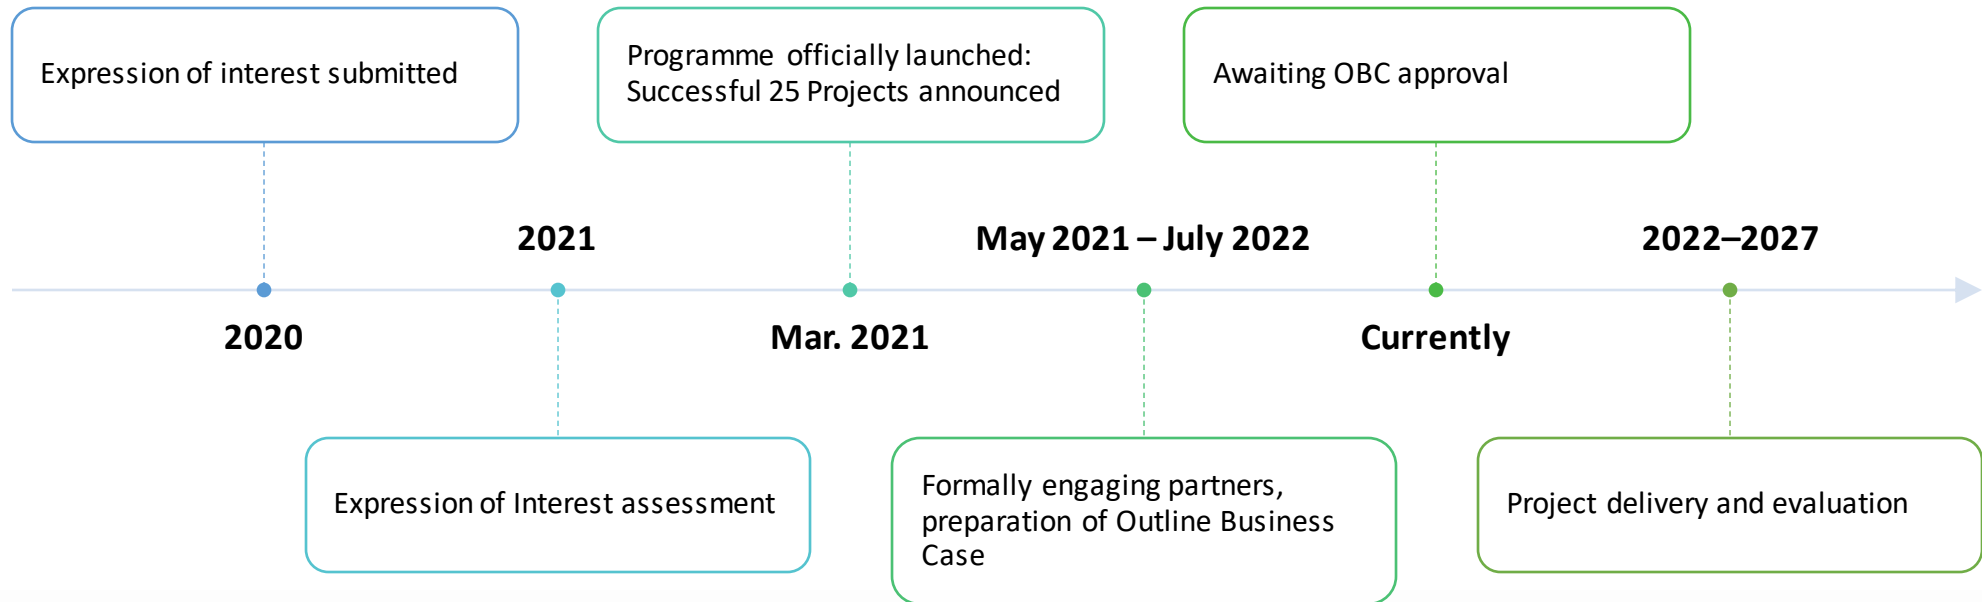 Expression of interest submitted
Programme officially launched:
Successful 25 Projects announced
Awaiting OBC approval
2021
May 2021 – July 2022
2022–2027
2020
Mar. 2021
Currently
Expression of Interest assessment
Formally engaging partners,
preparation of Outline Business
Case
Project delivery and evaluation